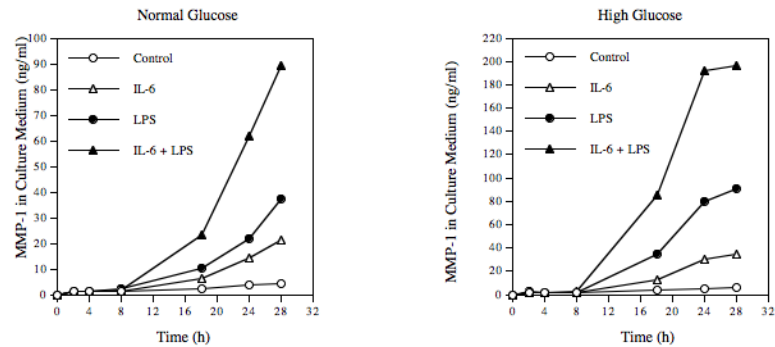 Normal Glucose
MMP-1 in Culture Medium (ng/ml)
100
90
80
70
60
50
40
30
20
10
0
Control
IL-6
LPS
IL-6 + LPS
0 4 8 12 16 20 24 28 32
Time (h)
High Glucose
MMP-1 in Culture Medium (ng/ml)
220
200
180
160
140
120
100
80
60
40
20
0
Control
IL-6
LPS
IL-6 + LPS
0 4 8 12 16 20 24 28 32
Time (h)